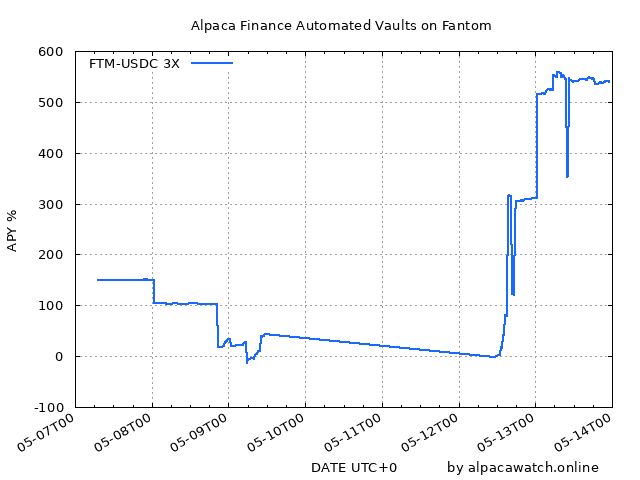 Alpaca Finance Automated Vaults on Fantom
FTM-USDC 3X
600
500
400
300
200
100
0
-100
APY %
05-07T00
05-08T00
05-09T00
05-10T00
05-11T00
05-12T00
05-13T00
05-14T00
DATE UTC+0
by alpacawatch.online